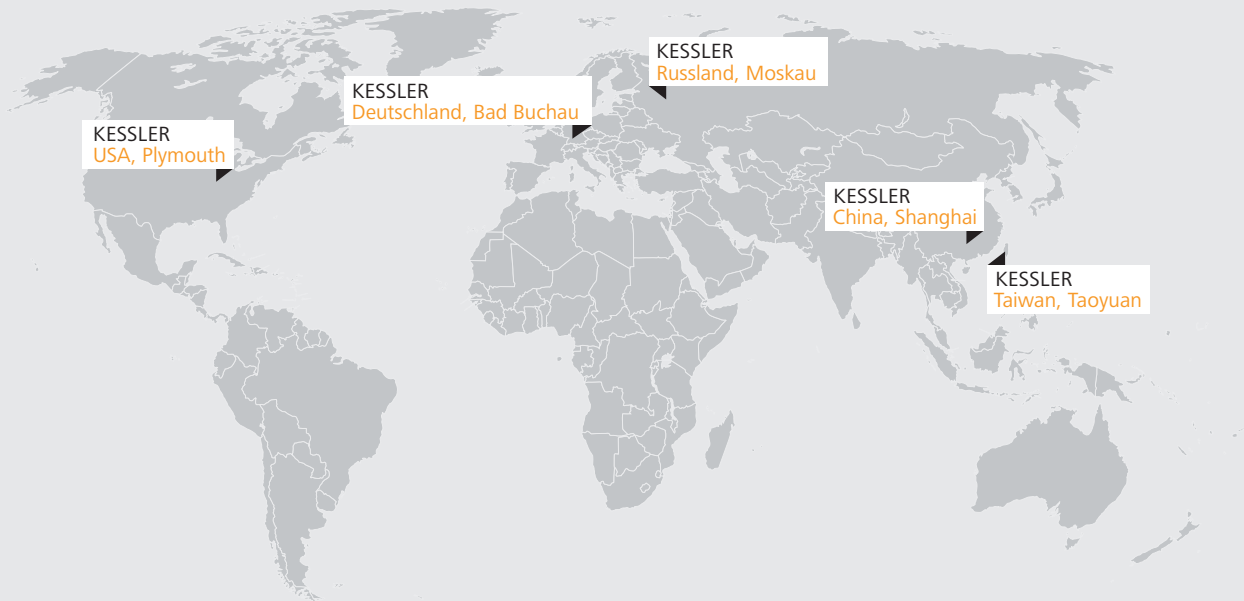 KESSLER
Russland, Moskau
KESSLER
Deutschland, Bad Buchau
KESSLER
USA, Plymouth
KESSLER
China, Shanghai
KESSLER
Taiwan, Taoyuan